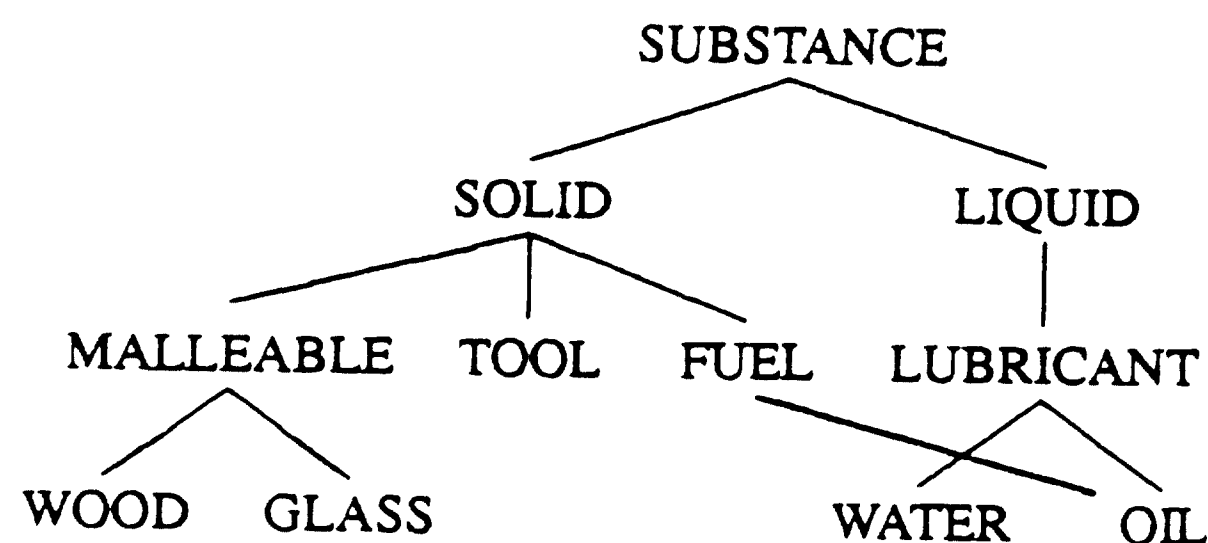 SUBSTANCE
SOLID LIQUID
MALLEABLE TOOL FUEL LUBRICANT
WOOD GLASS WATER OIL